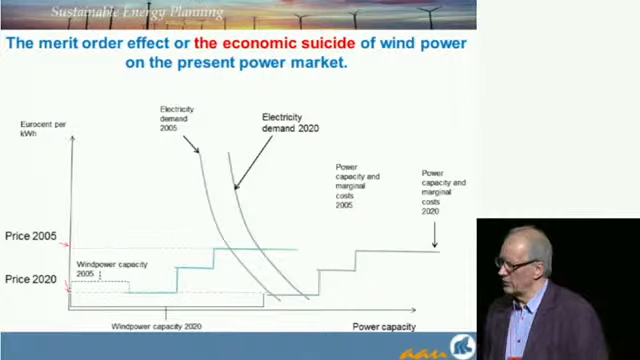 Sustainable Energy Planning
The merit order effect or the economic suicide of wind power
on the present power market.
Electricity
demand
2005
Electricity
demand 2020
Eurocent per
kWh
Power
capacity and
marginal
costs
2005
Power
capacity and
marginal
costs
2020
Price 2005
Windpower capacity
2005
Price 2020
Windpower capacity 2020
Power capacity
aau